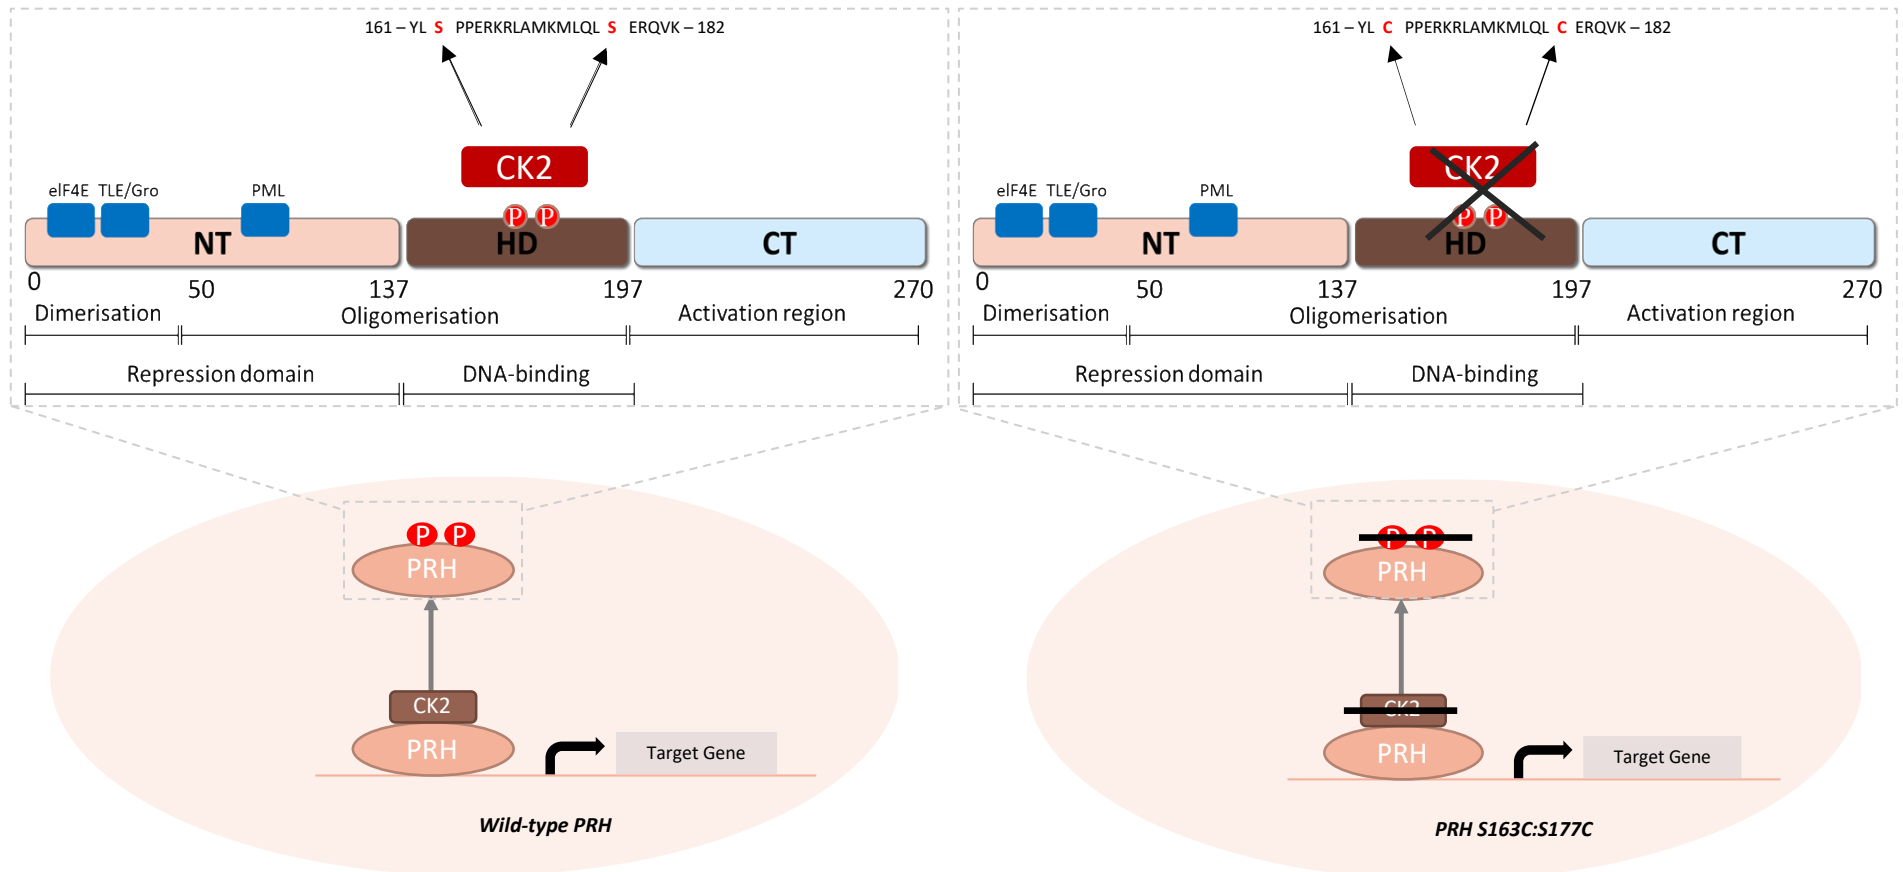 161 – YL S PPERKRLAMKMLQL S ERQVK – 182
CK2
eIF4E TLE/Gro PML
P P
NT HD CT
0 50 137 197 270
Dimerisation Oligomerisation Activation region
Repression domain DNA-binding
P P
PRH
CK2
PRH
Target Gene
Wild-type PRH
161 – YL C PPERKRLAMKMLQL C ERQVK – 182
CK2
eIF4E TLE/Gro PML
P P
NT HD CT
0 50 137 197 270
Dimerisation Oligomerisation Activation region
Repression domain DNA-binding
P P
PRH
CK2
PRH
Target Gene
PRH S163C:S177C